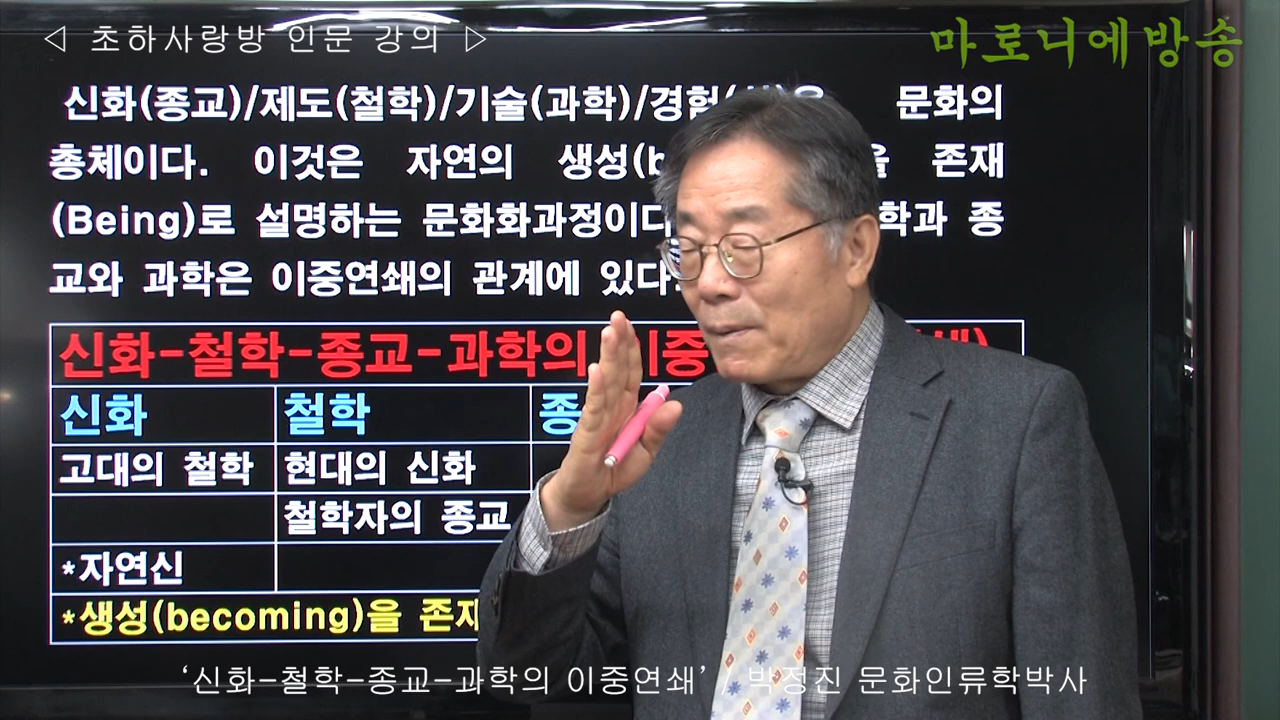 ◁ 초하사랑방 인문 강의 ▷
마로니에방송
신화(종교)/제도(철학)/기술(과학)/경험( 문화의
총체이다. 이것은 자연의 생성( 존재
(Being)로 설명하는 문화화과정이다 학과 종
교와 과학은 이중연쇄의 관계에 있다.
신화-철학-종교-과학의 이중
신화 철학 종
고대의 철학 현대의 신화
철학자의 종교
*자연신
*생성(becoming)을 존재
'신화-철학-종교-과학의 이중연쇄' / 박정진 문화인류학박사